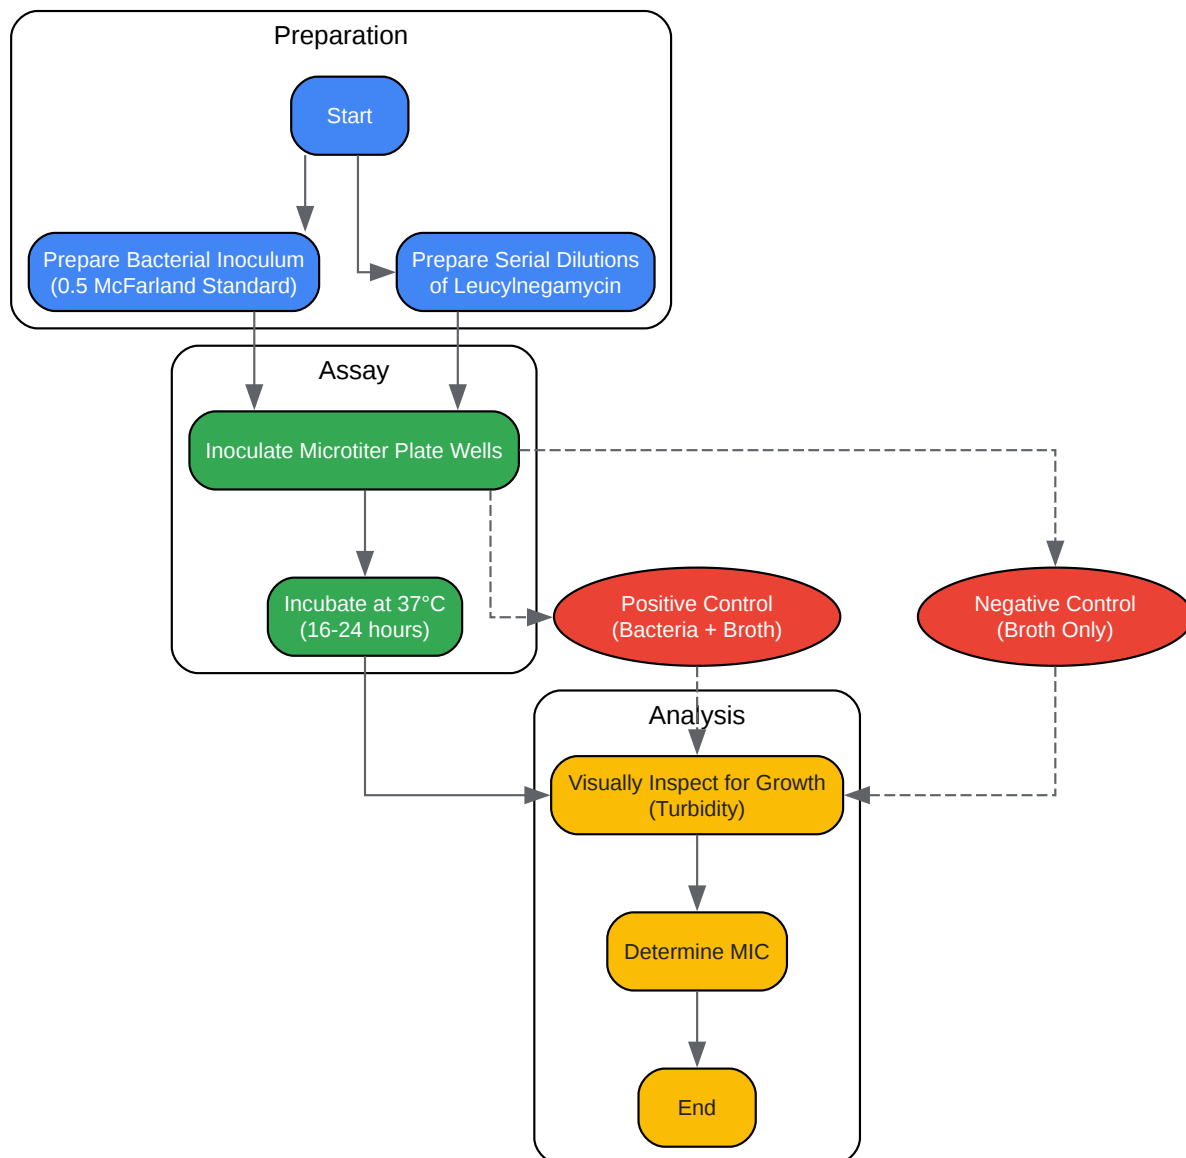 Preparation
Start
Prepare Bacterial Inoculum
(0.5 McFarland Standard)
Prepare Serial Dilutions
of Leucylnegamycin
Assay
Inoculate Microtiter Plate Wells
Incubate at 37°C
(16-24 hours)
Positive Control
(Bacteria + Broth)
Negative Control
(Broth Only)
Analysis
Visually Inspect for Growth
(Turbidity)
Determine MIC
End